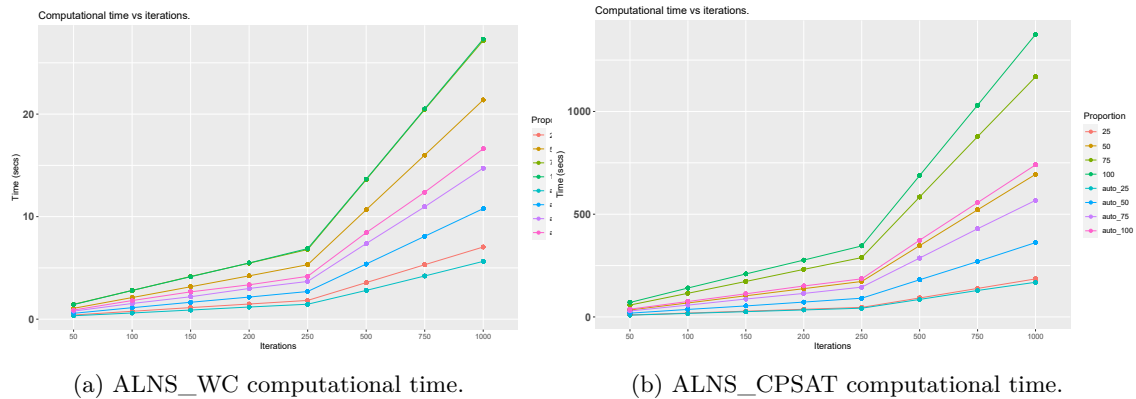 Computational time vs iterations.
Time (secs)
20
10
0
50 100 150 200 250 500 750 1000
Iterations
(a) ALNS_WC computational time.
Computational time vs iterations.
Time (secs)
1000
500
0
50 100 150 200 250 500 750 1000
Iterations
Proportion
25
50
75
100
auto_25
auto_50
auto_75
auto_100
(b) ALNS_CPSAT computational time.